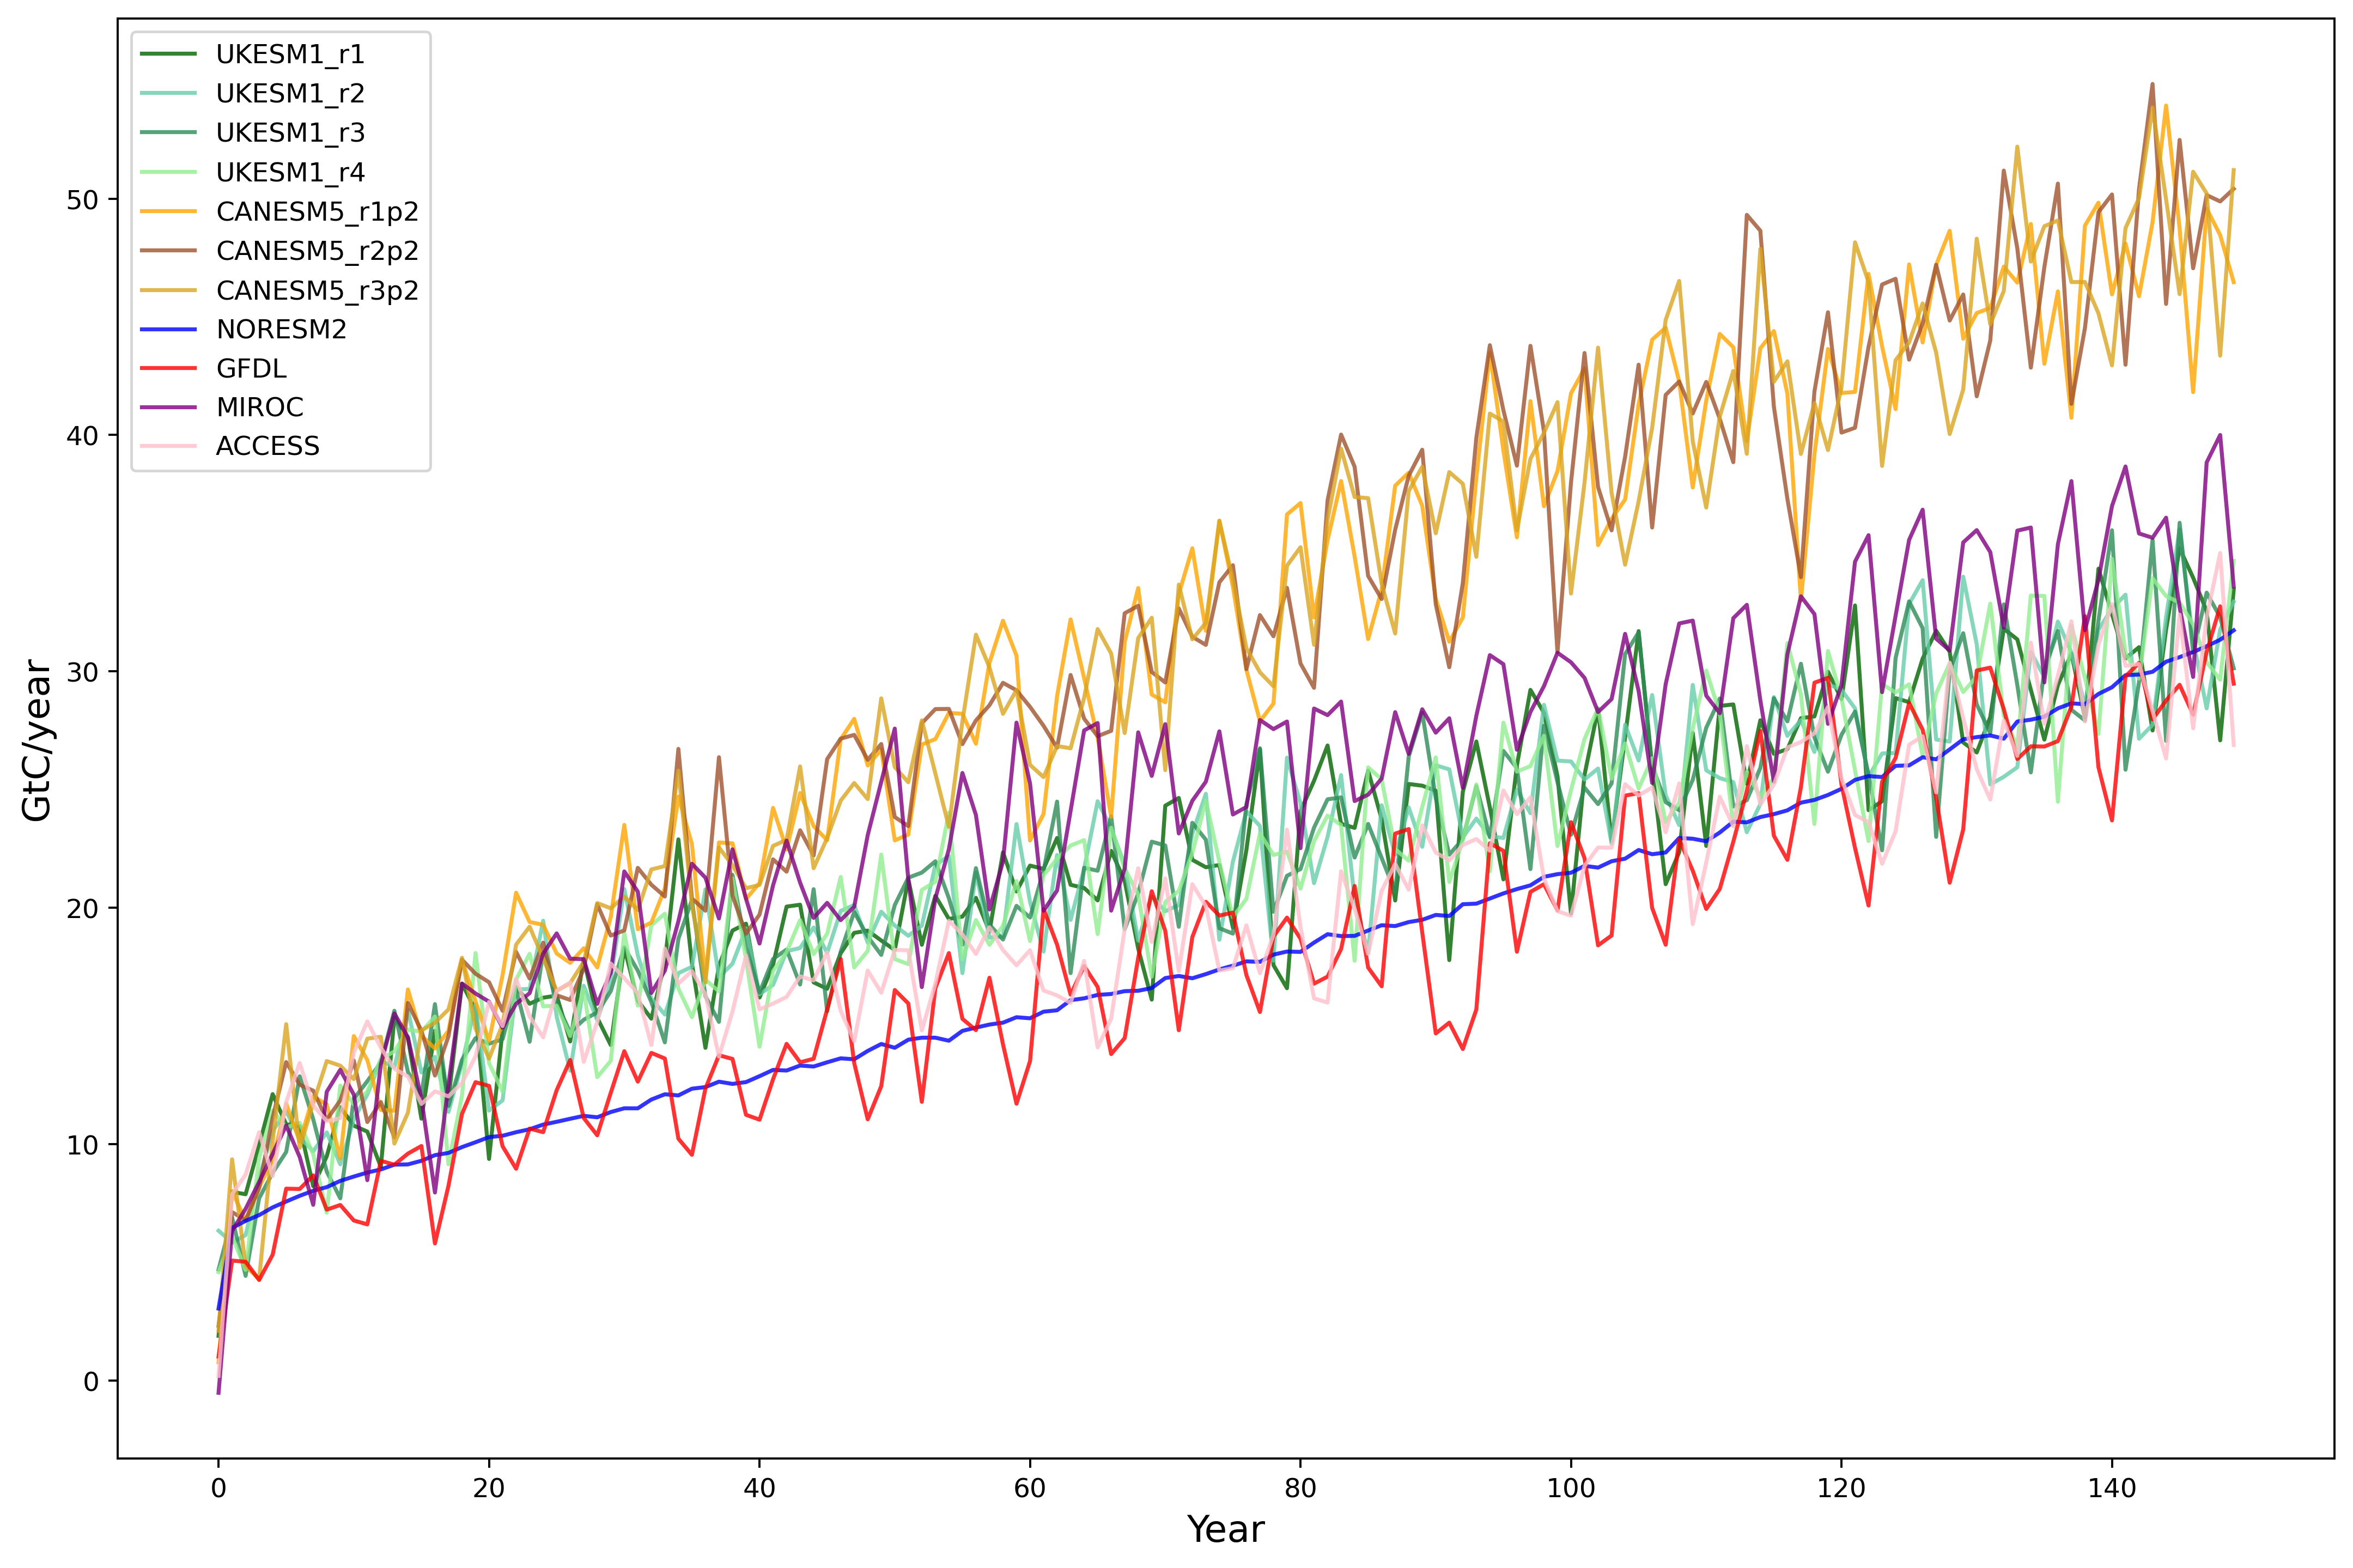 UKESM1_r1
UKESM1_r2
UKESM1_r3
UKESM1_r4
CANESM5_r1p2
CANESM5_r2p2
CANESM5_r3p2
NORESM2
GFDL
MIROC
ACCESS
GtC/year
50
40
30
20
10
0
0 20 40 60 80 100 120 140
Year